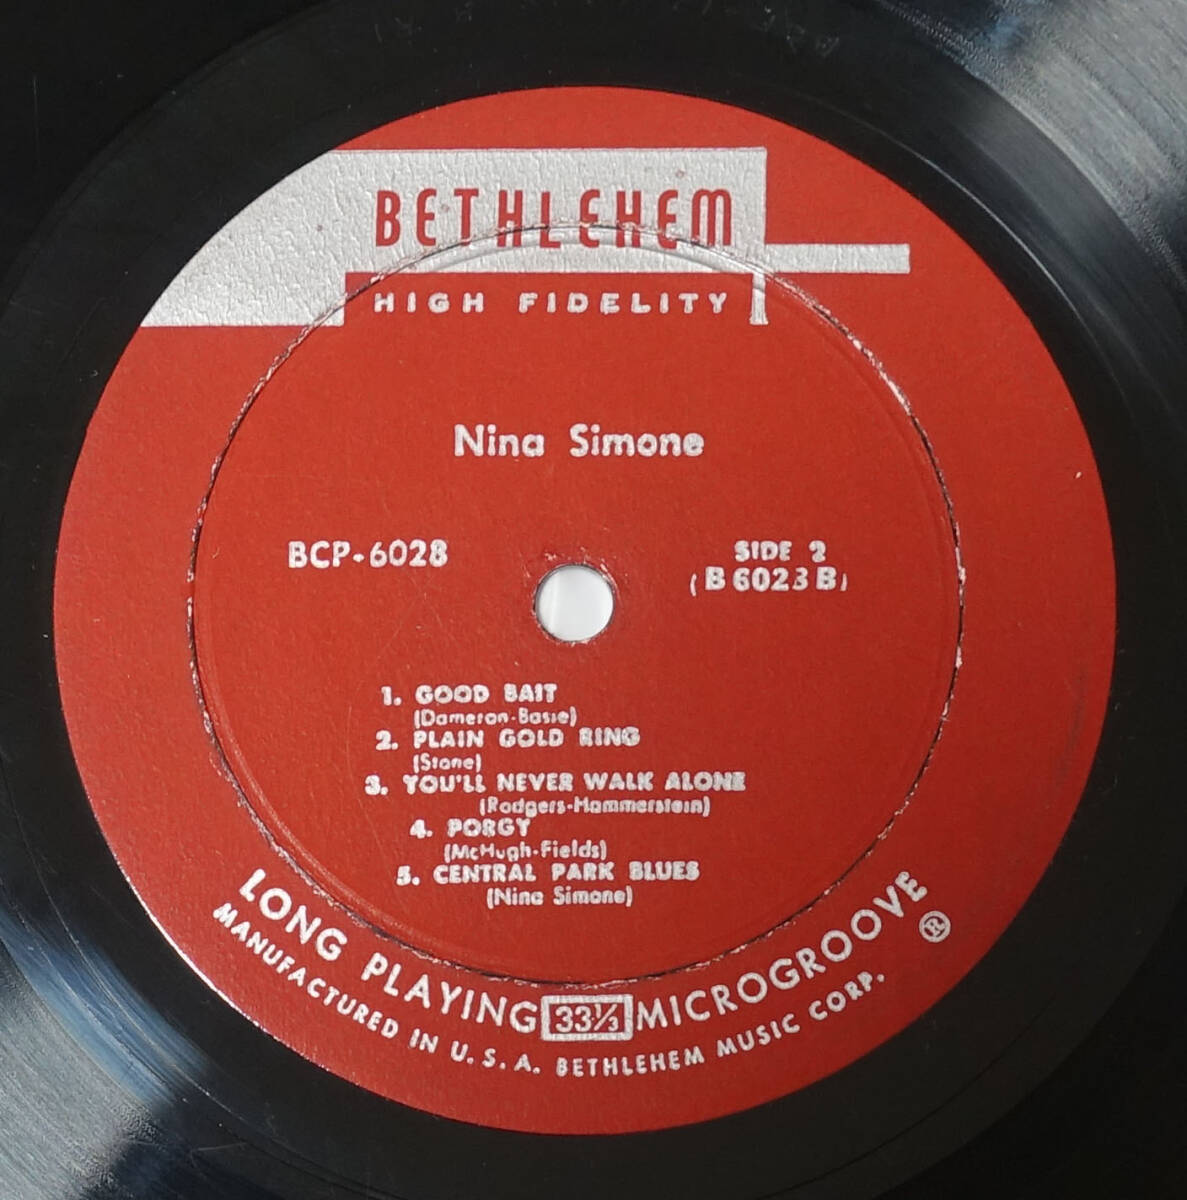 BETHLEHEM
HIGH FIDELITY
Nina Simone
BCP-6028
SIDE 2
(B 6023 B)
1. GOOD BAIT
(Dameron-Basie)
2. PLAIN GOLD RING
(Stone)
3. YOU'LL NEVER WALK ALONE
(Rodgers-Hammerstein)
4. PORGY
(McHugh-Fields)
5. CENTRAL PARK BLUES
(Nina Simone)
LONG PLAYING 33⅓ MICROGROOVE ®
MANUFACTURED IN U.S.A. BETHLEHEM MUSIC CORP.